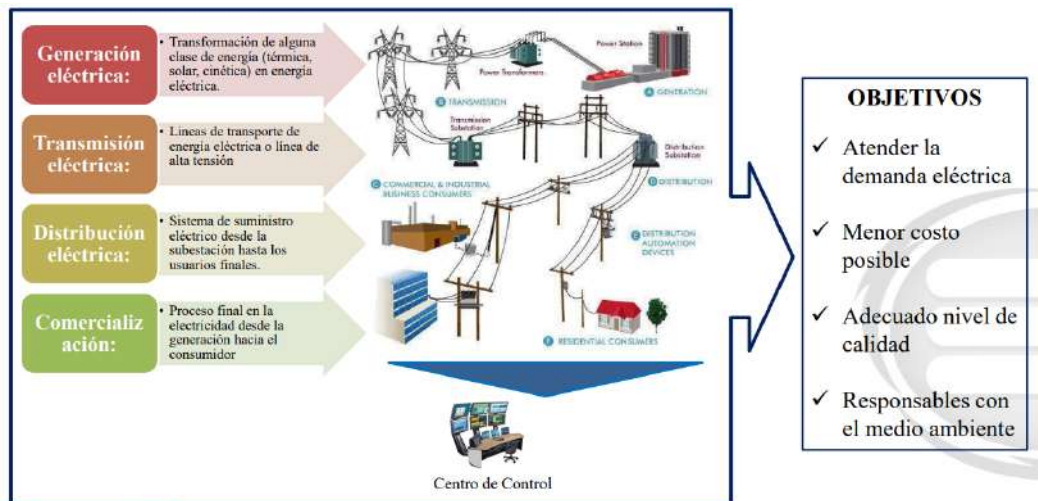 Generación
eléctrica:
• Transformación de alguna
clase de energía (térmica,
solar, cinética) en energía
eléctrica.
Transmisión
eléctrica:
• Lineas de transporte de
energía eléctrica o línea de
alta tensión
Distribución
eléctrica:
• Sistema de suministro
eléctrico desde la
subestación hasta los
usuarios finales.
Comercializ
ación:
• Proceso final en la
electricidad desde la
generación hacia el
consumidor
Power Station
Power Transformers
A GENERATION
B TRANSMISSION
Transmission
Substation
Distribution
Substation
C COMMERCIAL & INDUSTRIAL
BUSINESS CONSUMERS
D DISTRIBUTION
E DISTRIBUTION
AUTOMATION
DEVICES
F RESIDENTIAL CONSUMERS
Centro de Control
OBJETIVOS
✓ Atender la
demanda eléctrica
✓ Menor costo
posible
✓ Adecuado nivel de
calidad
✓ Responsables con
el medio ambiente